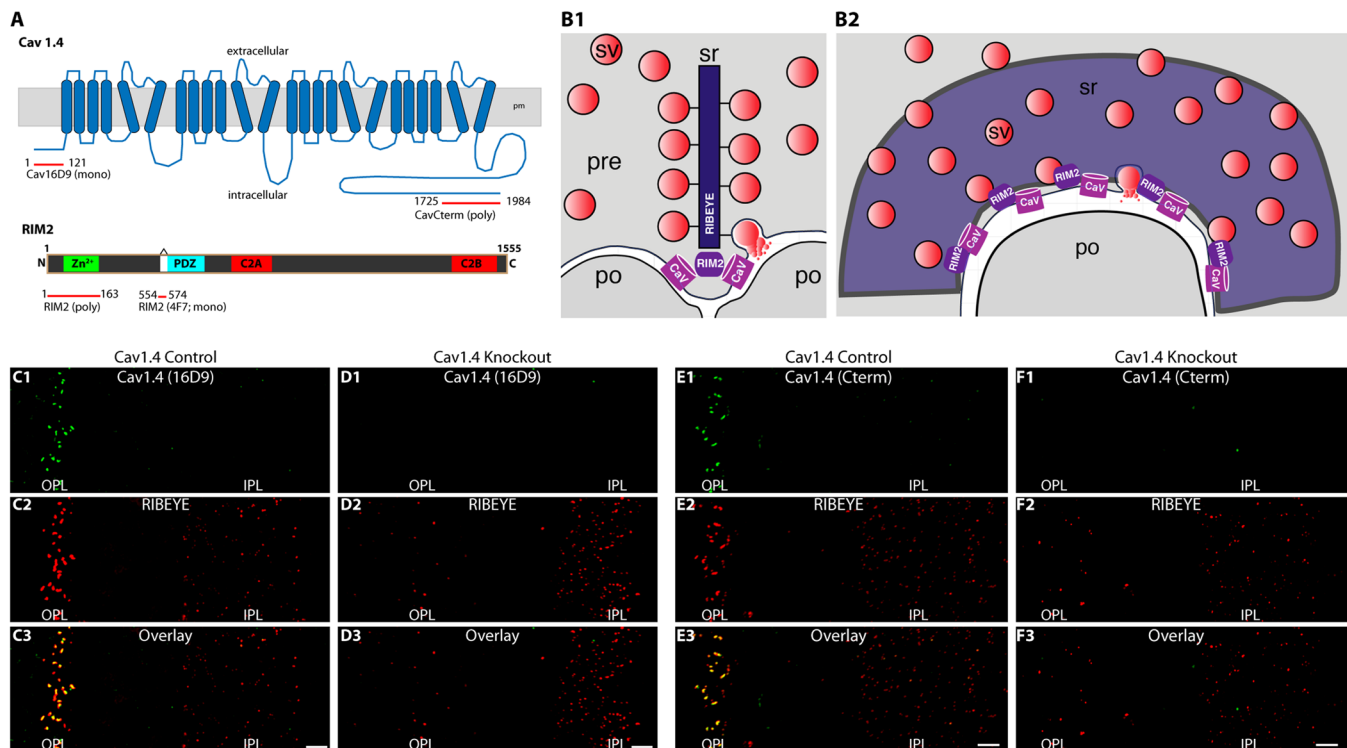 A
Cav 1.4
extracellular
pm
1 121
Cav16D9 (mono)
intracellular
1725 1984
CavCterm (poly)
RIM2
1 1555
N Zn²⁺ PDZ C2A C2B C
1 163
RIM2 (poly)
554 574
RIM2 (4F7; mono)
B1
sv
sr
pre
RIBEYE
po
CaV
RIM2
CaV
po
B2
sr
sv
RIM2
CaV
RIM2
CaV
RIM2
CaV
RIM2
CaV
RIM2
CaV
po
Cav1.4 Control
C1 Cav1.4 (16D9)
OPL IPL
C2 RIBEYE
OPL IPL
C3 Overlay
OPL IPL
Cav1.4 Knockout
D1 Cav1.4 (16D9)
OPL IPL
D2 RIBEYE
OPL IPL
D3 Overlay
OPL IPL
Cav1.4 Control
E1 Cav1.4 (Cterm)
OPL IPL
E2 RIBEYE
OPL IPL
E3 Overlay
OPL IPL
Cav1.4 Knockout
F1 Cav1.4 (Cterm)
OPL IPL
F2 RIBEYE
OPL IPL
F3 Overlay
OPL IPL